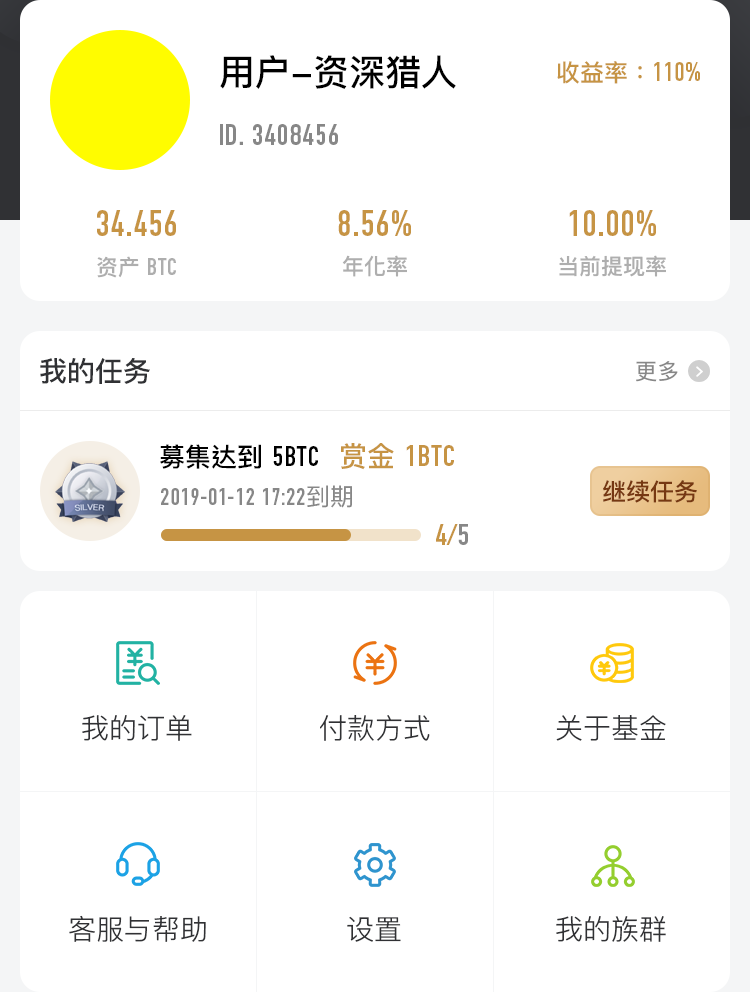 用户–资深猎人
收益率：110%
ID. 3408456
34.456
8.56%
10.00%
资产 BTC
年化率
当前提现率
我的任务
更多
募集达到 5BTC 赏金 1BTC
2019-01-12 17:22到期
SILVER
继续任务
4/5
我的订单
付款方式
关于基金
客服与帮助
设置
我的族群